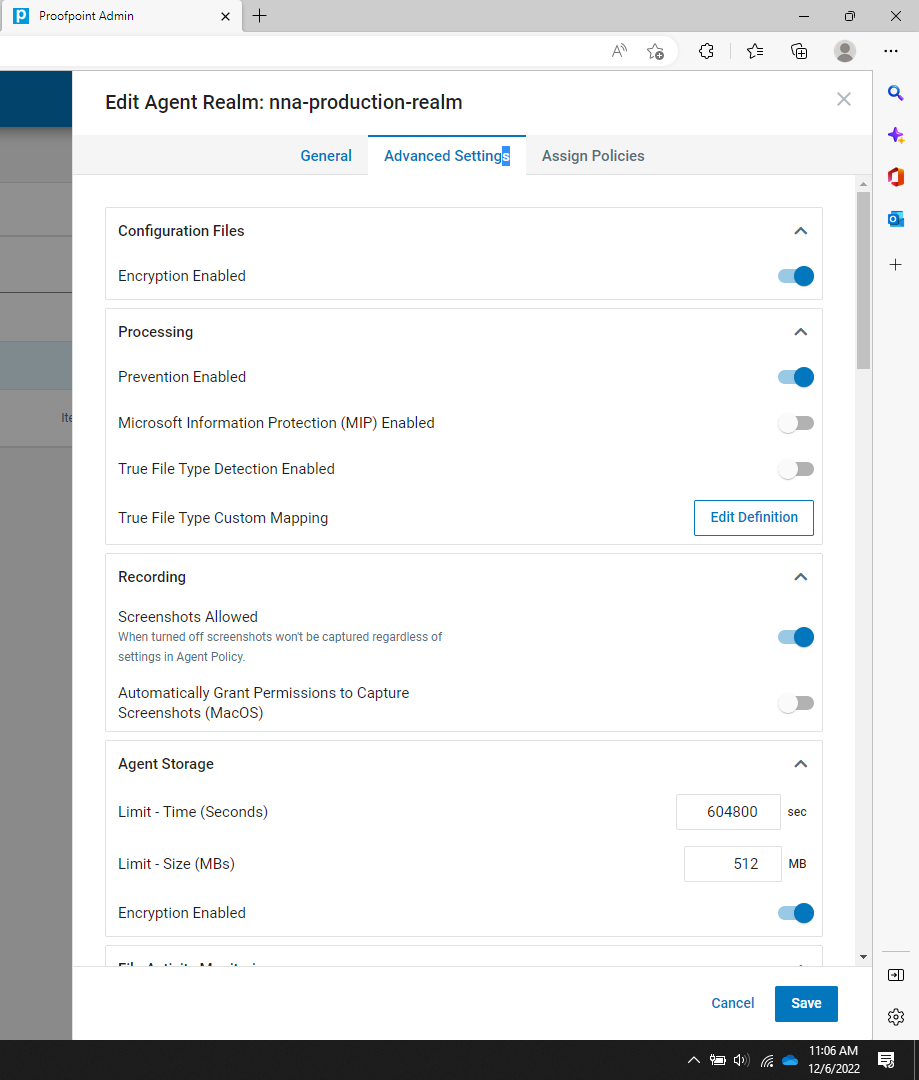 Proofpoint Admin
Edit Agent Realm: nna-production-realm
General
Advanced Settings
Assign Policies
Configuration Files
Encryption Enabled
Processing
Prevention Enabled
Microsoft Information Protection (MIP) Enabled
True File Type Detection Enabled
True File Type Custom Mapping
Edit Definition
Recording
Screenshots Allowed
When turned off screenshots won't be captured regardless of
settings in Agent Policy.
Automatically Grant Permissions to Capture
Screenshots (MacOS)
Agent Storage
Limit - Time (Seconds)
604800 sec
Limit - Size (MBs)
512 MB
Encryption Enabled
Cancel
Save
11:06 AM
12/6/2022